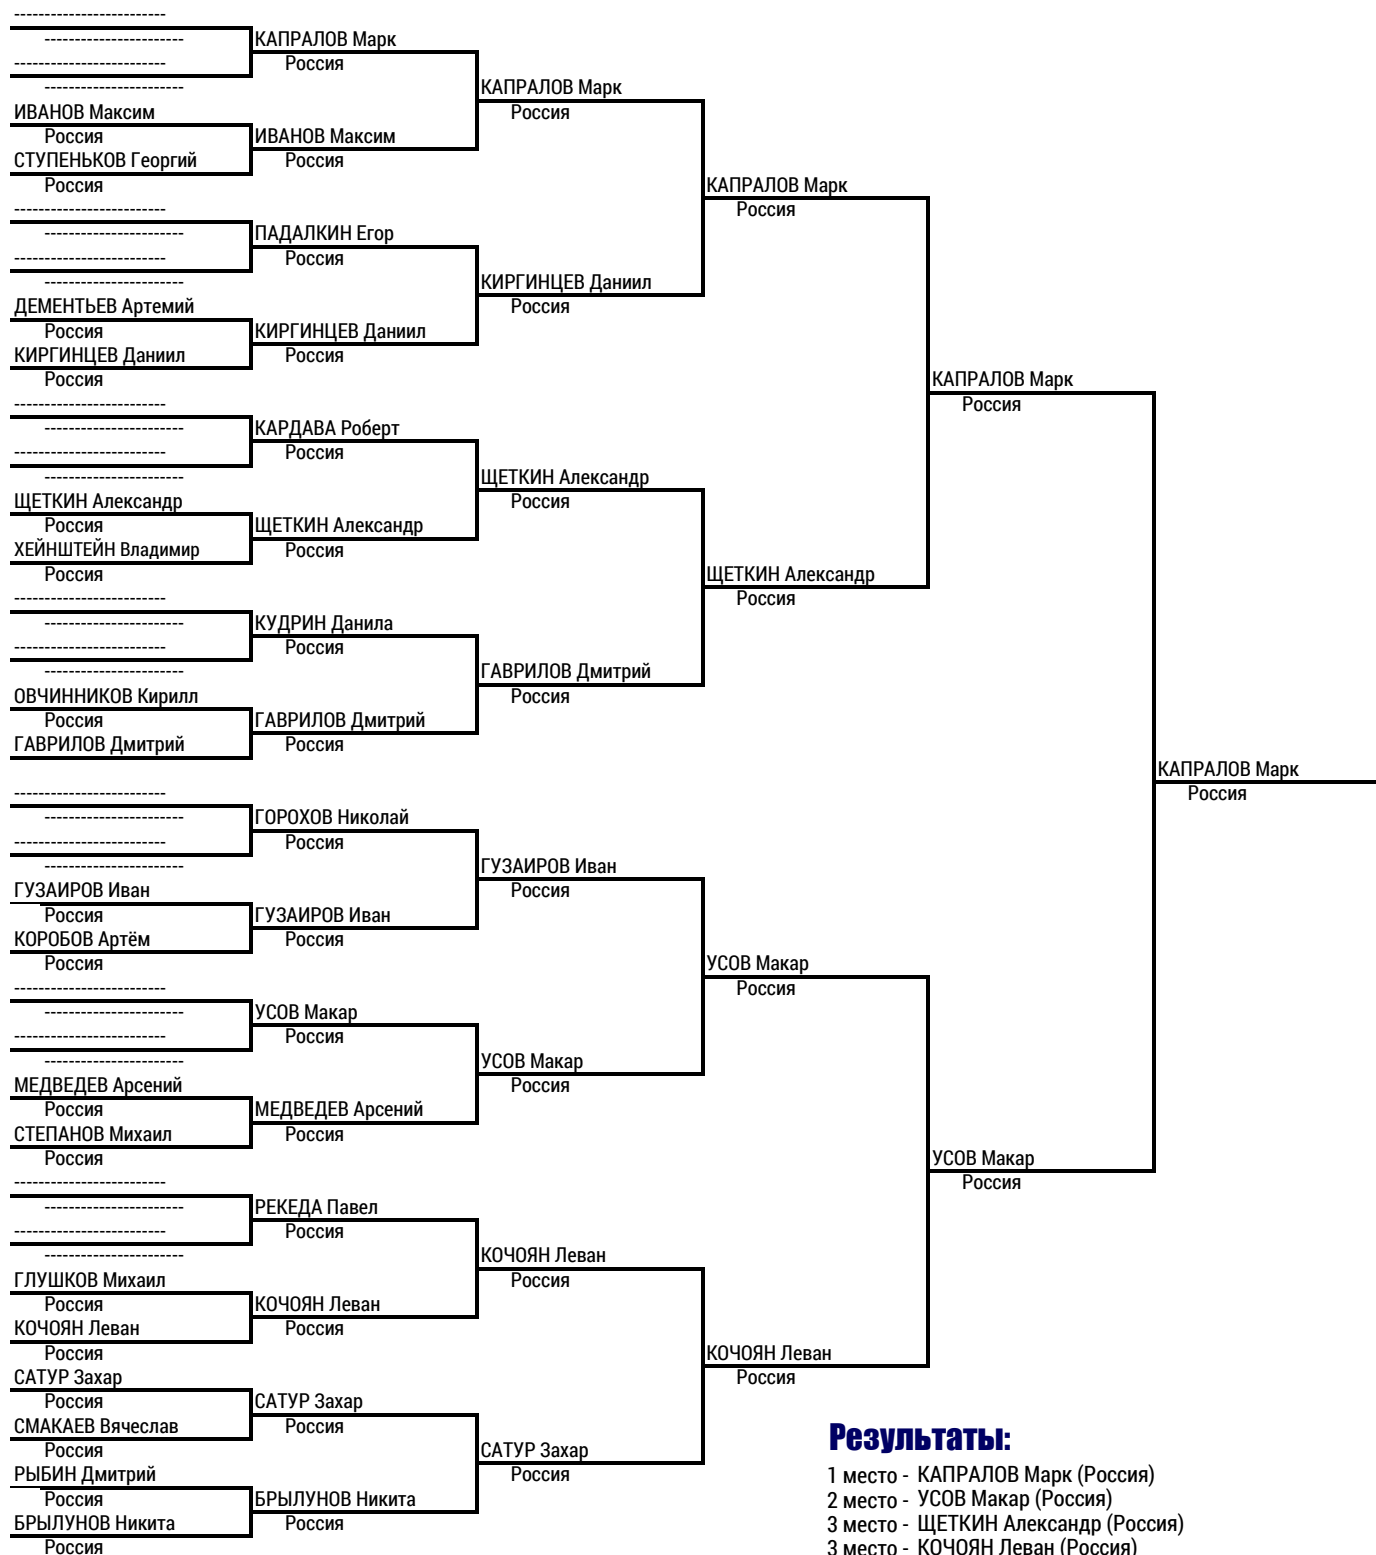 -------------------------
-----------------------
-------------------------
-----------------------
ИВАНОВ Максим
Россия
СТУПЕНЬКОВ Георгий
Россия
-------------------------
-----------------------
-------------------------
-----------------------
ДЕМЕНТЬЕВ Артемий
Россия
КИРГИНЦЕВ Даниил
Россия
-------------------------
-----------------------
-------------------------
-----------------------
ЩЕТКИН Александр
Россия
ХЕЙНШТЕЙН Владимир
Россия
-------------------------
-----------------------
-------------------------
-----------------------
ОВЧИННИКОВ Кирилл
Россия
ГАВРИЛОВ Дмитрий
-------------------------
-----------------------
-------------------------
-----------------------
ГУЗАИРОВ Иван
Россия
КОРОБОВ Артём
Россия
-------------------------
-----------------------
-------------------------
-----------------------
МЕДВЕДЕВ Арсений
Россия
СТЕПАНОВ Михаил
Россия
-------------------------
-----------------------
-------------------------
-----------------------
ГЛУШКОВ Михаил
Россия
КОЧОЯН Леван
Россия
САТУР Захар
Россия
СМАКАЕВ Вячеслав
Россия
РЫБИН Дмитрий
Россия
БРЫЛУНОВ Никита
Россия
КАПРАЛОВ Марк
Россия
ИВАНОВ Максим
Россия
ПАДАЛКИН Егор
Россия
КИРГИНЦЕВ Даниил
Россия
КАРДАВА Роберт
Россия
ЩЕТКИН Александр
Россия
КУДРИН Данила
Россия
ГАВРИЛОВ Дмитрий
Россия
ГОРОХОВ Николай
Россия
ГУЗАИРОВ Иван
Россия
УСОВ Макар
Россия
МЕДВЕДЕВ Арсений
Россия
РЕКЕДА Павел
Россия
КОЧОЯН Леван
Россия
САТУР Захар
Россия
БРЫЛУНОВ Никита
Россия
КАПРАЛОВ Марк
Россия
КИРГИНЦЕВ Даниил
Россия
ЩЕТКИН Александр
Россия
ГАВРИЛОВ Дмитрий
Россия
ГУЗАИРОВ Иван
Россия
УСОВ Макар
Россия
КОЧОЯН Леван
Россия
САТУР Захар
Россия
КАПРАЛОВ Марк
Россия
ЩЕТКИН Александр
Россия
УСОВ Макар
Россия
КОЧОЯН Леван
Россия
КАПРАЛОВ Марк
Россия
УСОВ Макар
Россия
КАПРАЛОВ Марк
Россия
Результаты:
1 место - КАПРАЛОВ Марк (Россия)
2 место - УСОВ Макар (Россия)
3 место - ЩЕТКИН Александр (Россия)
3 место - КОЧОЯН Леван (Россия)